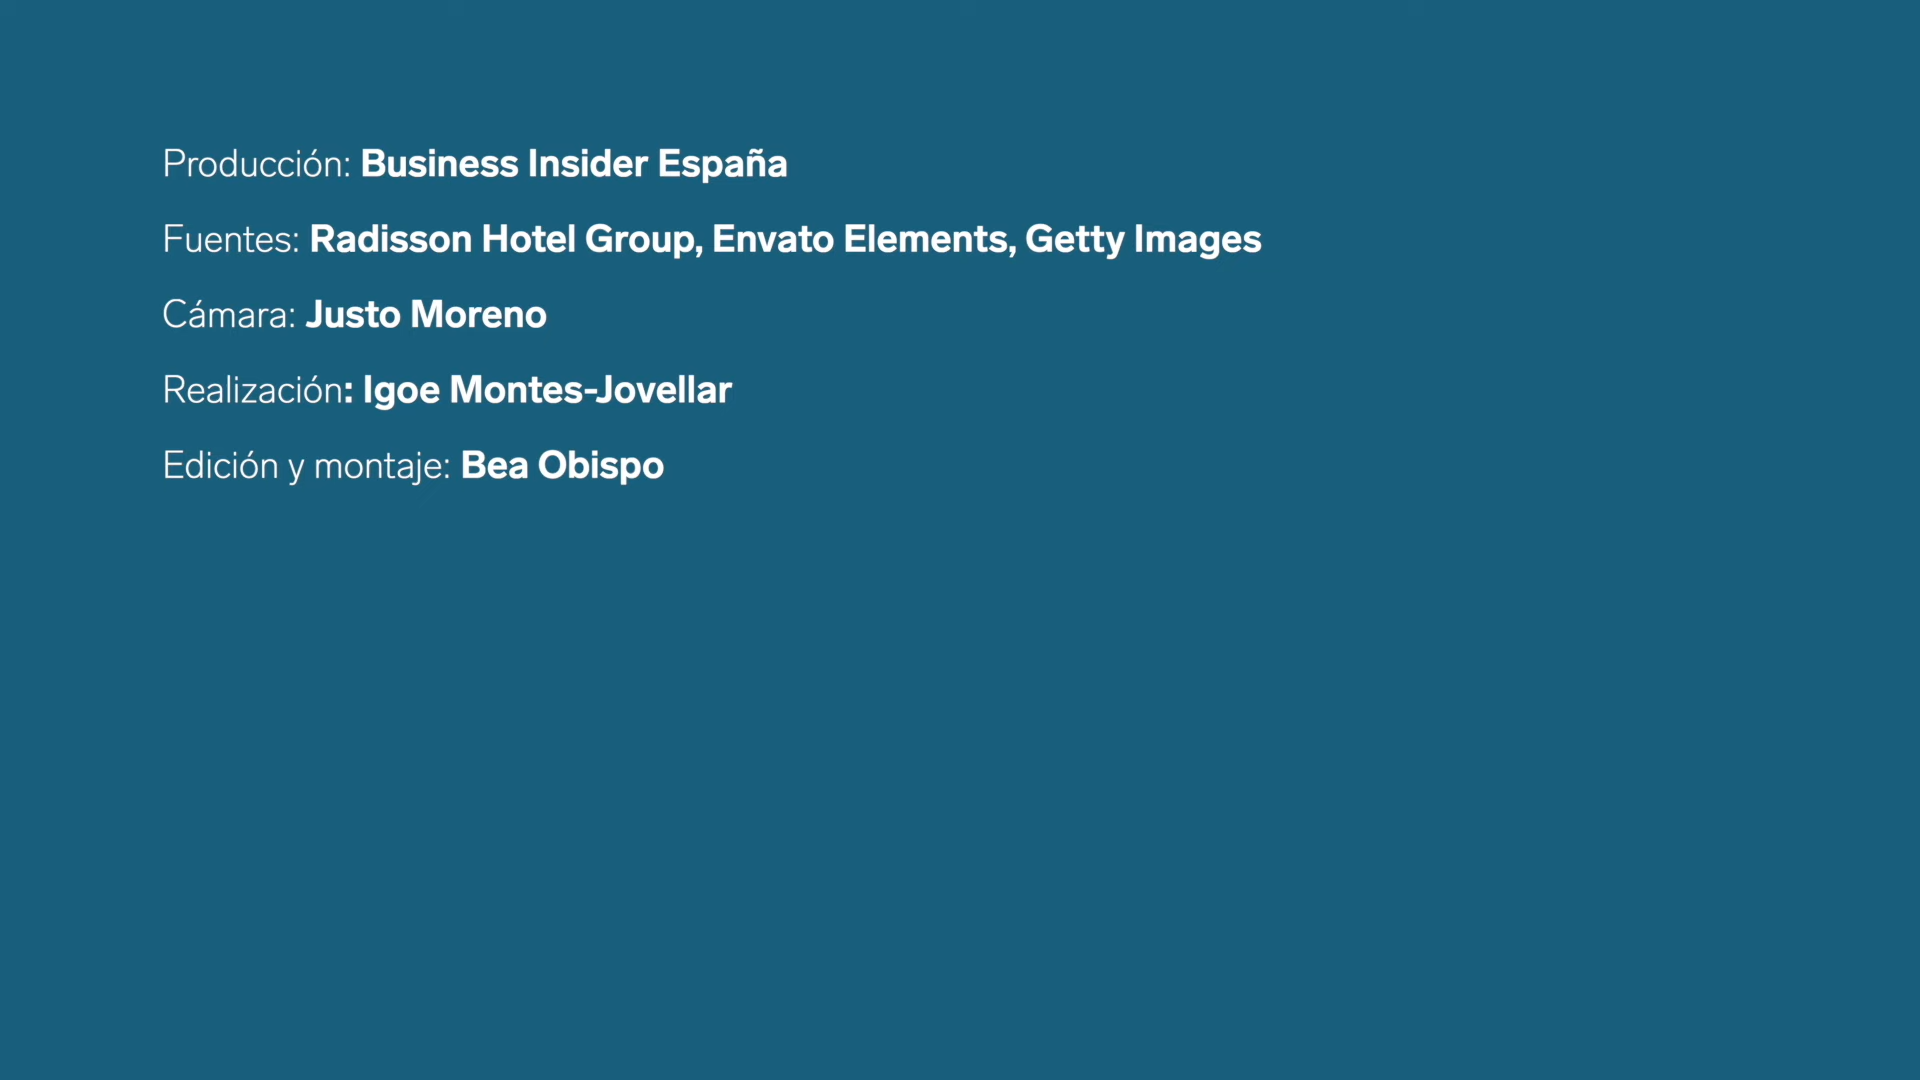 Producción: Business Insider España
Fuentes: Radisson Hotel Group, Envato Elements, Getty Images
Cámara: Justo Moreno
Realización: Igoe Montes-Jovellar
Edición y montaje: Bea Obispo